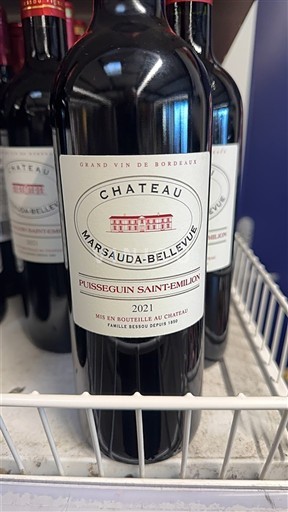 GRAND VIN DE BORDEAUX
CHATEAU
MARSAUDA-BELLEVUE
PUISSEGUIN SAINT-EMILION
2021
MIS EN BOUTEILLE AU CHATEAU
FAMILLE BESSOU DEPUIS 1900